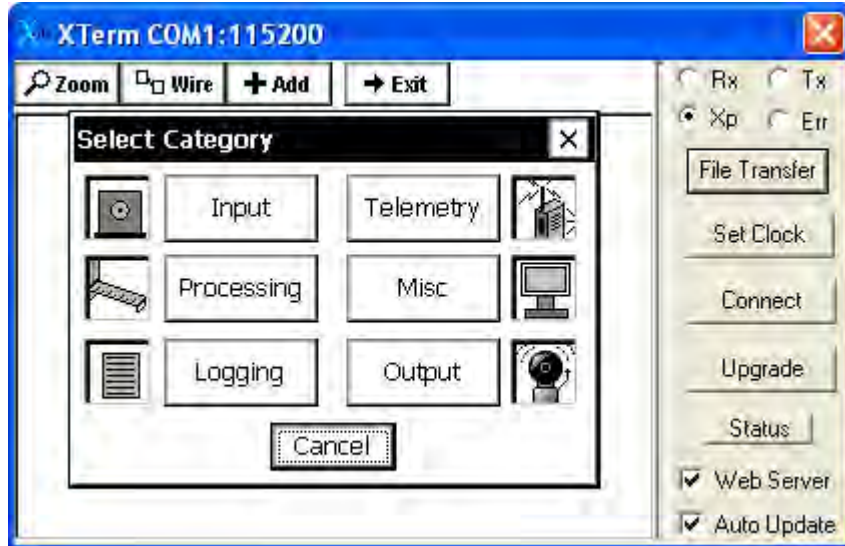 XTerm COM1:115200
Zoom Wire Add Exit
Select Category
Input Telemetry
Processing Misc
Logging Output
Cancel
Rx Tx
Xp Err
File Transfer
Set Clock
Connect
Upgrade
Status
Web Server
Auto Update